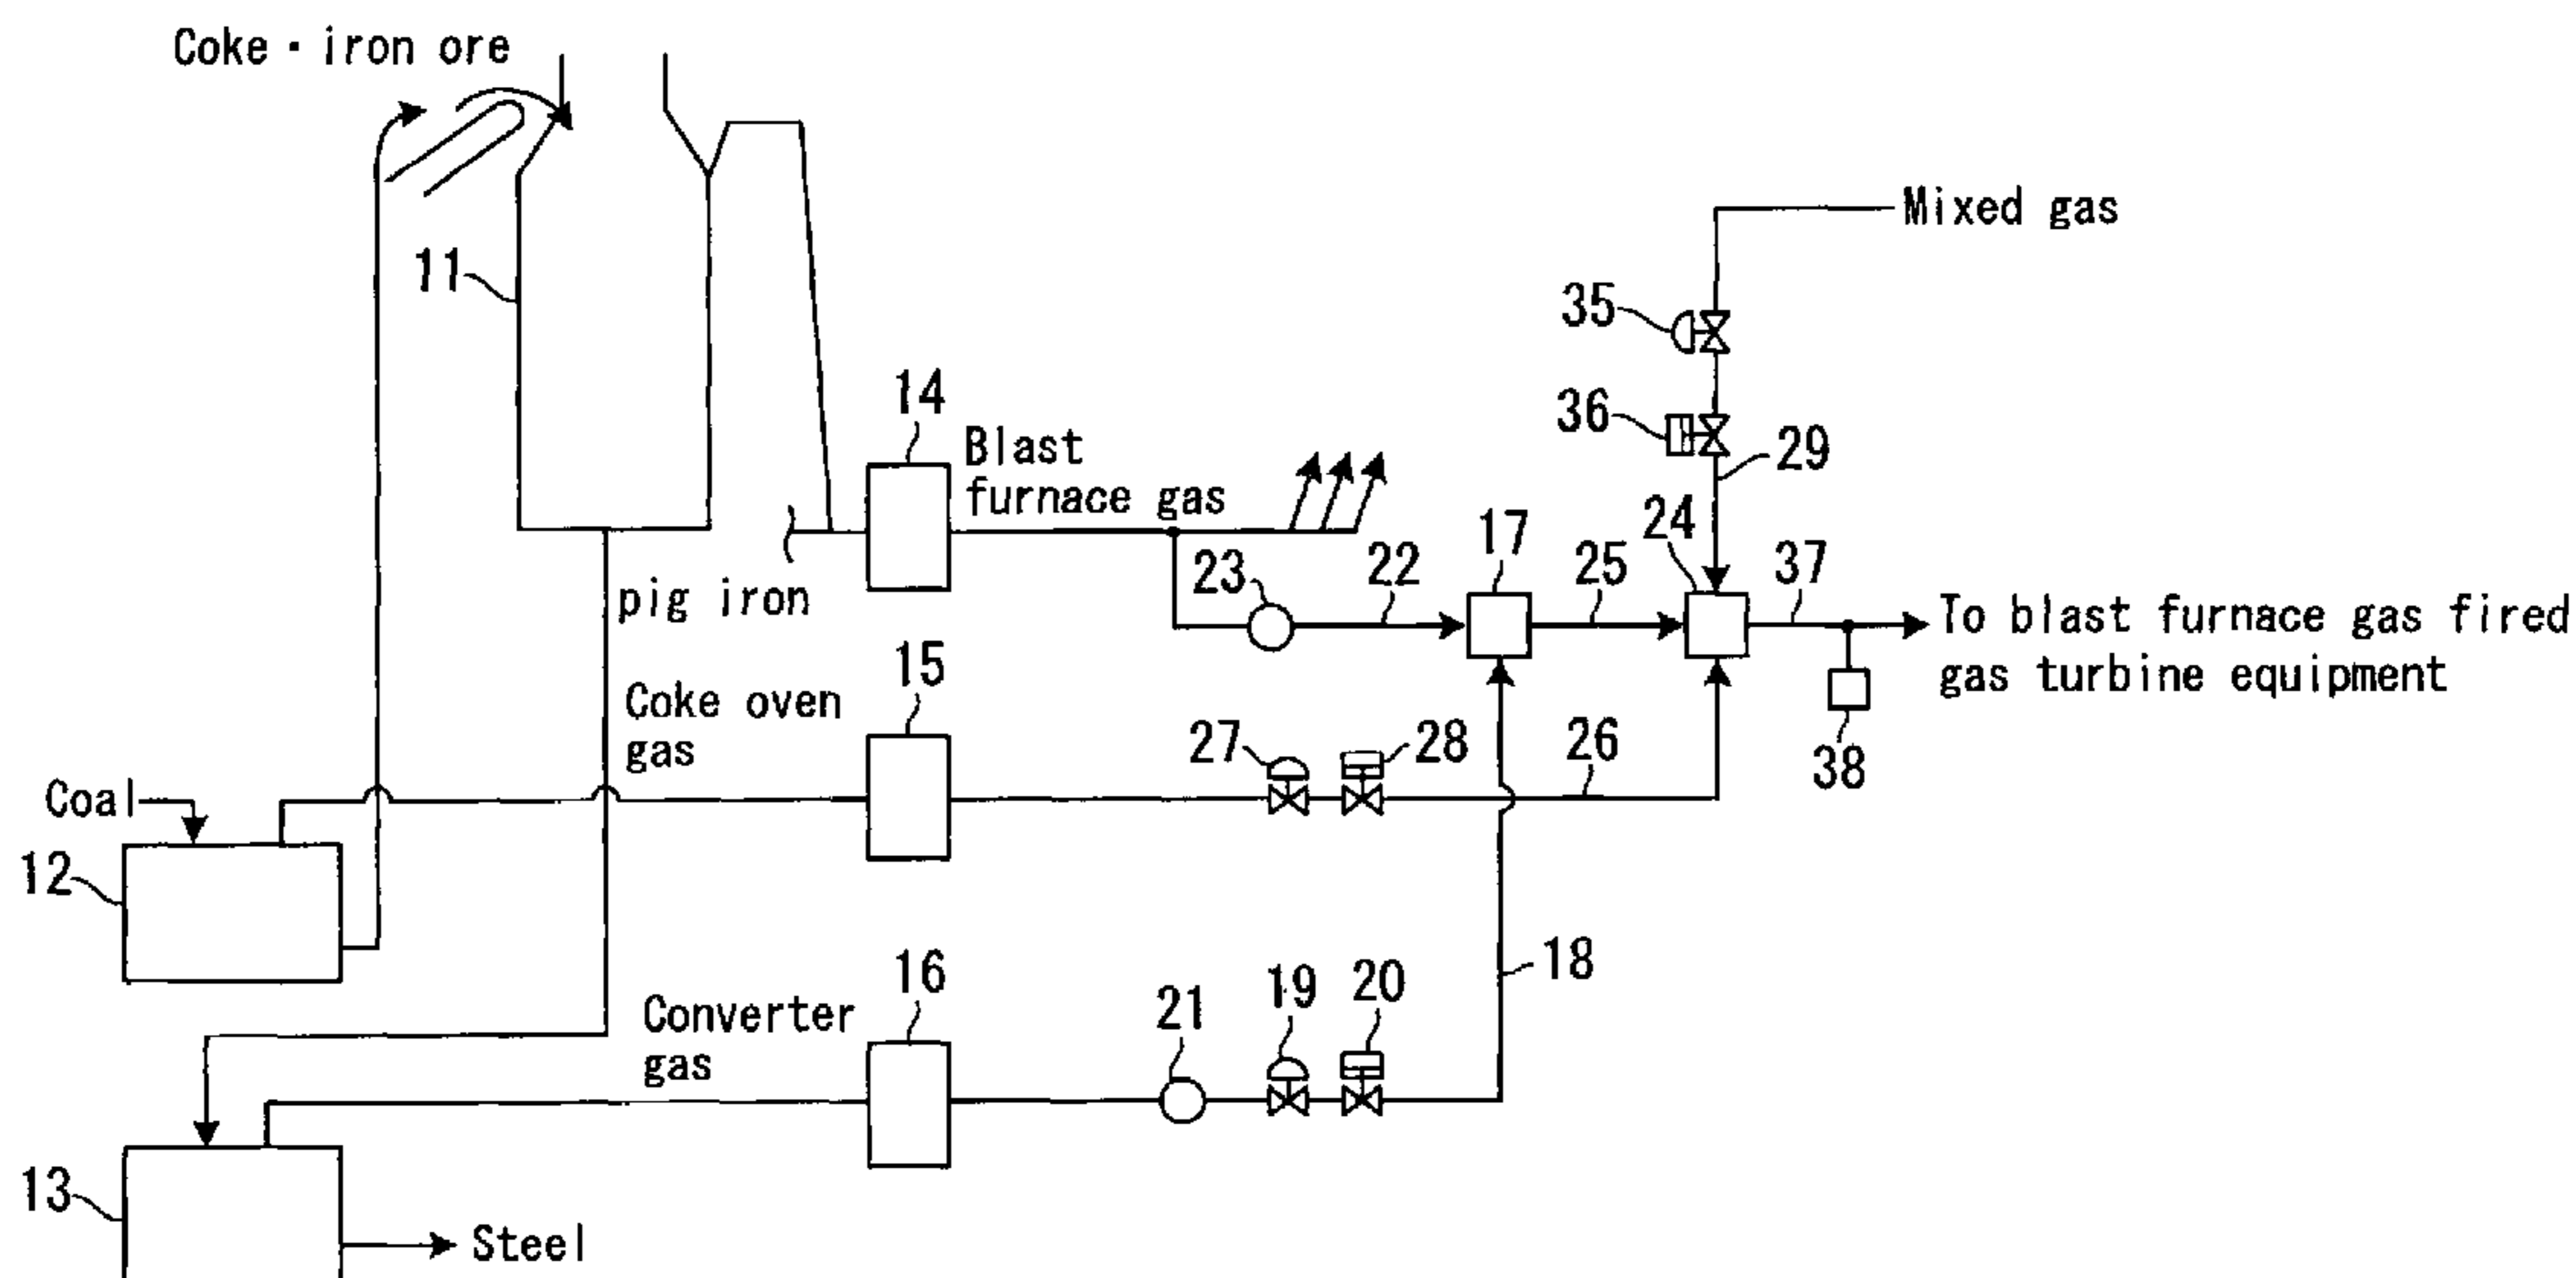 Coke・iron ore
Mixed gas
11
35
36
29
14
Blast
furnace gas
24
17
37
23
22
25
pig iron
To blast furnace gas fired
gas turbine equipment
15
Coke oven
gas
27
28
26
38
Coal
12
18
16
20
19
21
Converter
gas
13
Steel